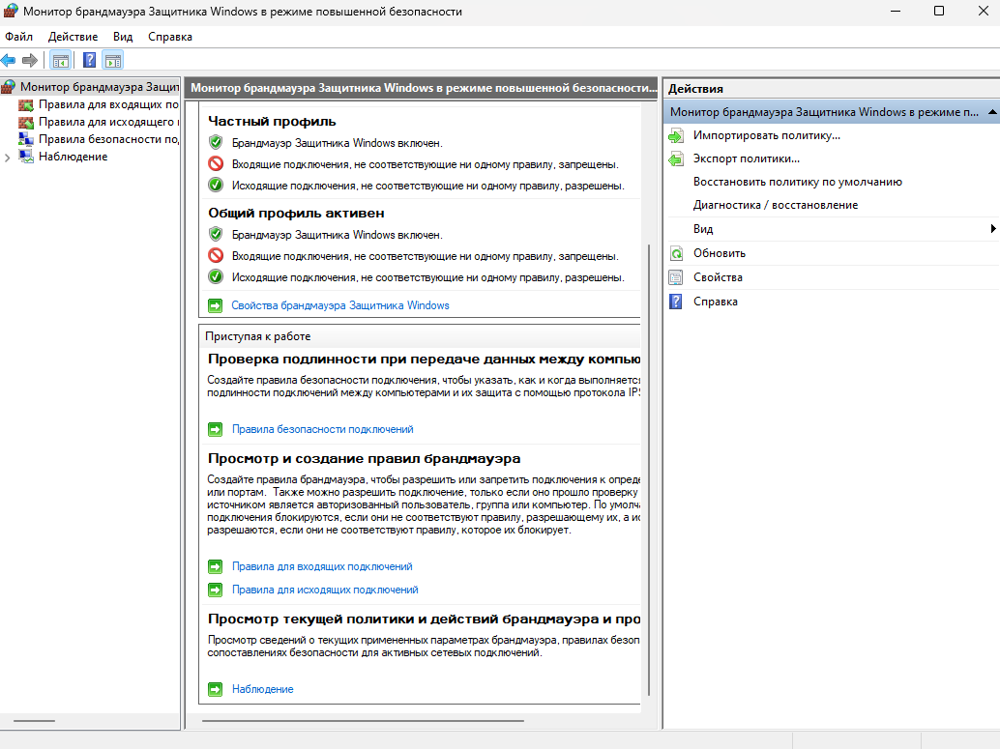 Монитор брандмауэра Защитника Windows в режиме повышенной безопасности
Файл Действие Вид Справка
Монитор брандмауэра Защит
Правила для входящих по
Правила для исходящего
Правила безопасности по
Наблюдение
Монитор брандмауэра Защитника Windows в режиме повышенной безопасности...
Частный профиль
Брандмауэр Защитника Windows включен.
Входящие подключения, не соответствующие ни одному правилу, запрещены.
Исходящие подключения, не соответствующие ни одному правилу, разрешены.
Общий профиль активен
Брандмауэр Защитника Windows включен.
Входящие подключения, не соответствующие ни одному правилу, запрещены.
Исходящие подключения, не соответствующие ни одному правилу, разрешены.
Свойства брандмауэра Защитника Windows
Приступая к работе
Проверка подлинности при передаче данных между компью
Создайте правила безопасности подключения, чтобы указать, как и когда выполняетс
подлинности подключений между компьютерами и их защита с помощью протокола IPS
Правила безопасности подключений
Просмотр и создание правил брандмауэра
Создайте правила брандмауэра, чтобы разрешить или запретить подключения к опреде
или портам. Также можно разрешить подключение, только если оно прошло проверку
источником является авторизованный пользователь, группа или компьютер. По умолча
подключения блокируются, если они не соответствуют правилу, разрешающему их, а ис
разрешаются, если они не соответствуют правилу, которое их блокирует.
Правила для входящих подключений
Правила для исходящих подключений
Просмотр текущей политики и действий брандмауэра и про
Просмотр сведений о текущих примененных параметрах брандмауэра, правилах безоп
сопоставлениях безопасности для активных сетевых подключений.
Наблюдение
Действия
Монитор брандмауэра Защитника Windows в режиме п...
Импортировать политику...
Экспорт политики...
Восстановить политику по умолчанию
Диагностика / восстановление
Вид
Обновить
Свойства
Справка